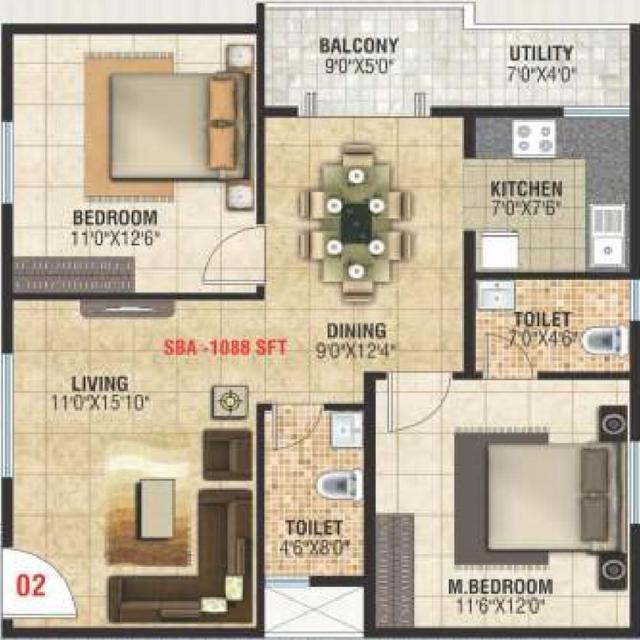 BALCONY
9'0"X5'0"
UTILITY
7'0"X4'0"
BEDROOM
11'0"X12'6"
KITCHEN
7'0"X7'6"
TOILET
7'0"X4'6"
DINING
9'0"X12'4"
SBA -1088 SFT
LIVING
11'0"X15'10"
TOILET
4'6"X8'0"
M.BEDROOM
11'6"X12'0"
02